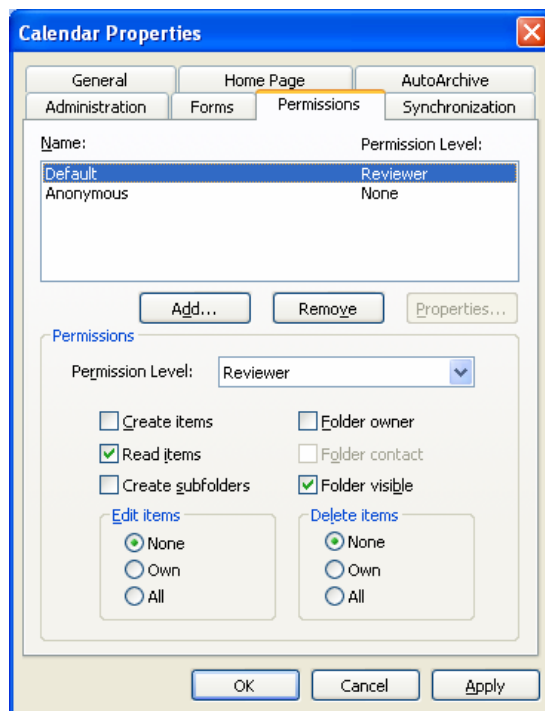 Calendar Properties
General Home Page AutoArchive
Administration Forms Permissions Synchronization
Name: Permission Level:
Default Reviewer
Anonymous None
Add... Remove Properties...
Permissions
Permission Level: Reviewer
Create items Folder owner
Read items Folder contact
Create subfolders Folder visible
Edit items Delete items
None None
Own Own
All All
OK Cancel Apply